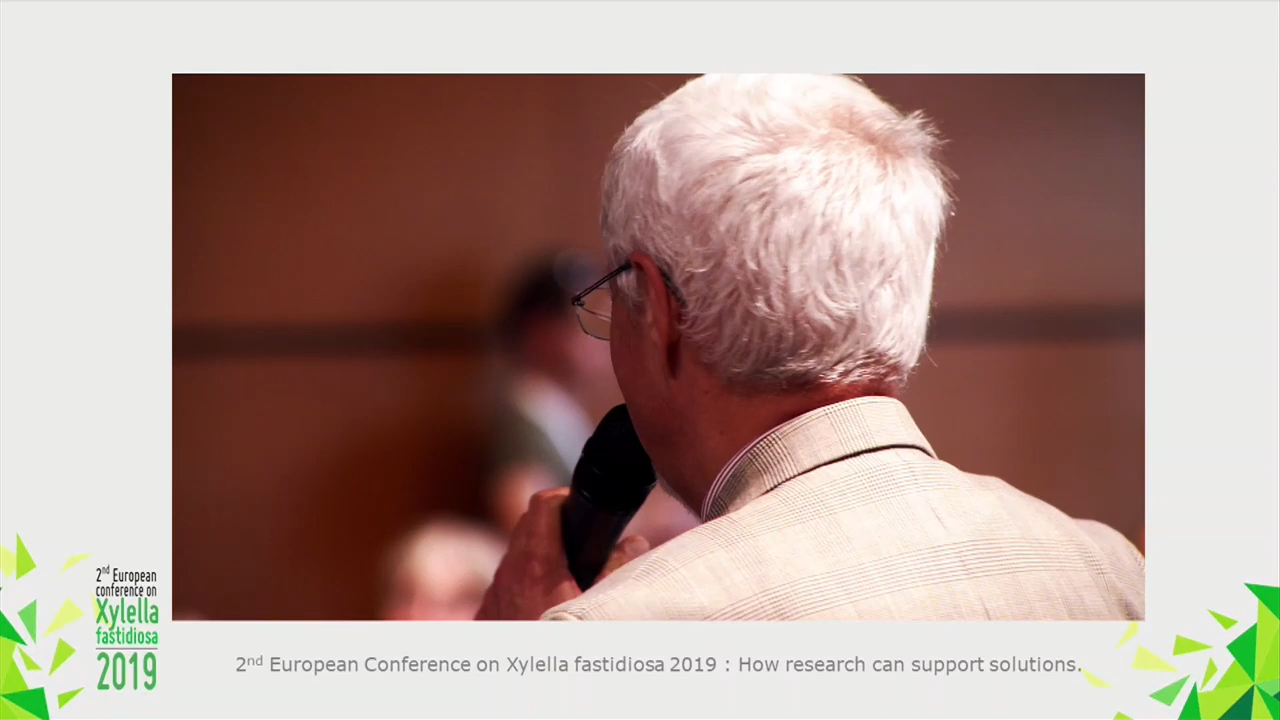 2nd European
conference on
Xylella
fastidiosa
2019
2nd European Conference on Xylella fastidiosa 2019 : How research can support solutions.